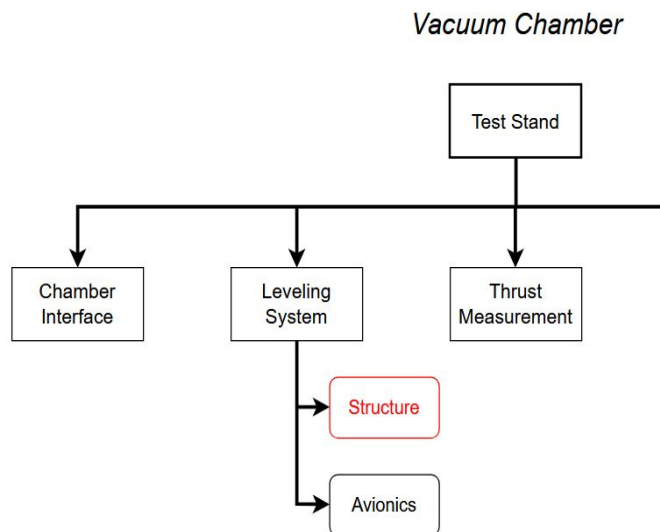 Vacuum Chamber
Test Stand
Chamber
Interface
Leveling
System
Thrust
Measurement
Structure
Avionics